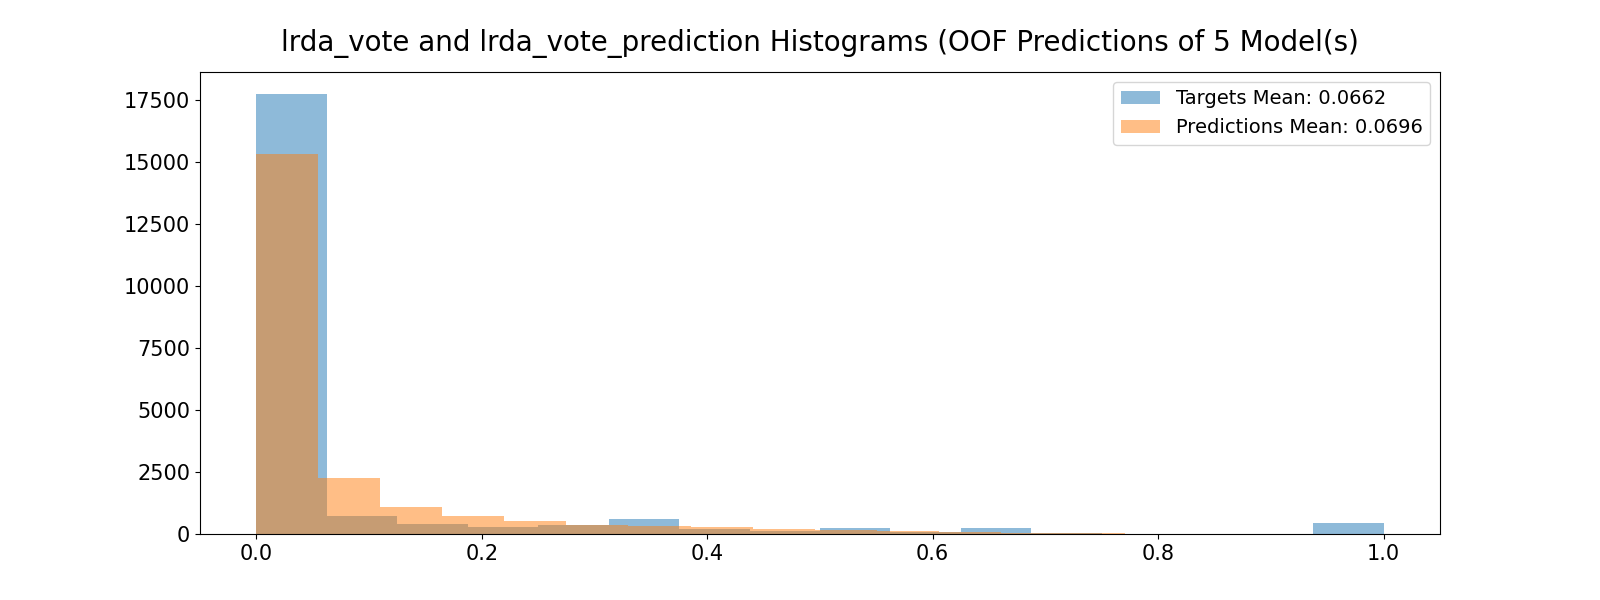 lrda_vote and lrda_vote_prediction Histograms (OOF Predictions of 5 Model(s)
Targets Mean: 0.0662
Predictions Mean: 0.0696
17500
15000
12500
10000
7500
5000
2500
0
0.0 0.2 0.4 0.6 0.8 1.0